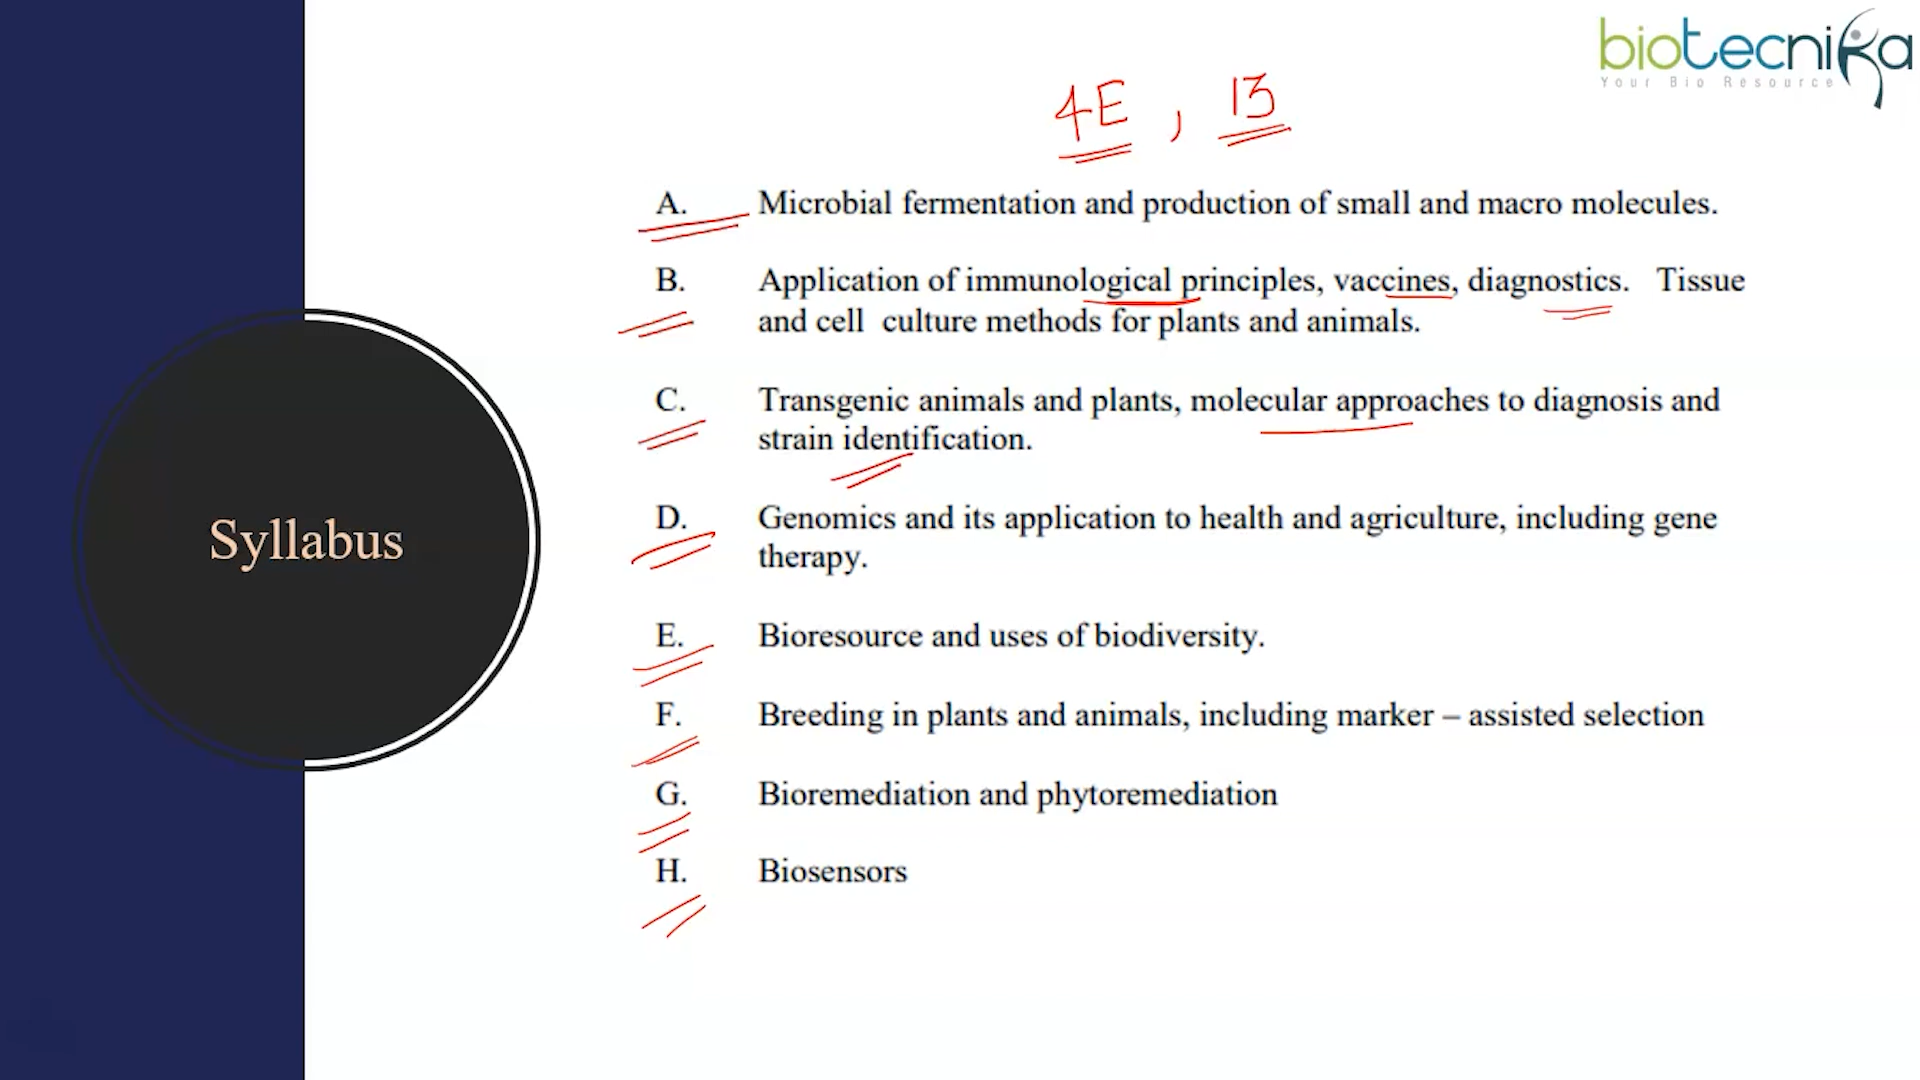 biotecnika
Your Bio Resource
4E, 13
A. Microbial fermentation and production of small and macro molecules.
B. Application of immunological principles, vaccines, diagnostics. Tissue
and cell culture methods for plants and animals.
C. Transgenic animals and plants, molecular approaches to diagnosis and
strain identification.
D. Genomics and its application to health and agriculture, including gene
therapy.
Syllabus
E. Bioresource and uses of biodiversity.
F. Breeding in plants and animals, including marker – assisted selection
G. Bioremediation and phytoremediation
H. Biosensors